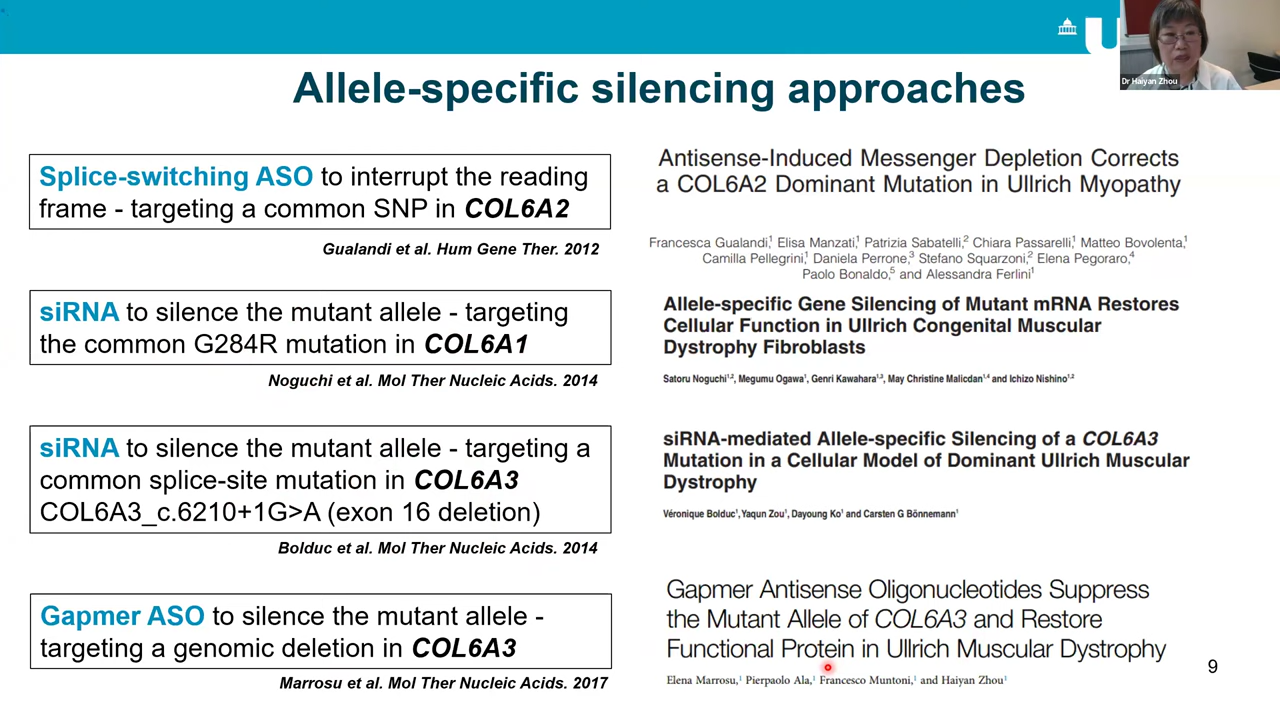 U
Dr Haiyan Zhou
Allele-specific silencing approaches
Splice-switching ASO to interrupt the reading
frame - targeting a common SNP in COL6A2
Gualandi et al. Hum Gene Ther. 2012
siRNA to silence the mutant allele - targeting
the common G284R mutation in COL6A1
Noguchi et al. Mol Ther Nucleic Acids. 2014
siRNA to silence the mutant allele - targeting a
common splice-site mutation in COL6A3
COL6A3_c.6210+1G>A (exon 16 deletion)
Bolduc et al. Mol Ther Nucleic Acids. 2014
Gapmer ASO to silence the mutant allele -
targeting a genomic deletion in COL6A3
Marrosu et al. Mol Ther Nucleic Acids. 2017
Antisense-Induced Messenger Depletion Corrects
a COL6A2 Dominant Mutation in Ullrich Myopathy
Francesca Gualandi,¹ Elisa Manzati,¹ Patrizia Sabatelli,² Chiara Passarelli,¹ Matteo Bovolenta,¹
Camilla Pellegrini,¹ Daniela Perrone,³ Stefano Squarzoni,² Elena Pegoraro,⁴
Paolo Bonaldo,⁵ and Alessandra Ferlini¹
Allele-specific Gene Silencing of Mutant mRNA Restores
Cellular Function in Ullrich Congenital Muscular
Dystrophy Fibroblasts
Satoru Noguchi¹,², Megumu Ogawa¹, Genri Kawahara¹,³, May Christine Malicdan¹,⁴ and Ichizo Nishino¹,²
siRNA-mediated Allele-specific Silencing of a COL6A3
Mutation in a Cellular Model of Dominant Ullrich Muscular
Dystrophy
Véronique Bolduc¹, Yaqun Zou¹, Dayoung Ko¹ and Carsten G Bönnemann¹
Gapmer Antisense Oligonucleotides Suppress
the Mutant Allele of COL6A3 and Restore
Functional Protein in Ullrich Muscular Dystrophy
Elena Marrosu,¹ Pierpaolo Ala,¹ Francesco Muntoni,¹ and Haiyan Zhou¹
9